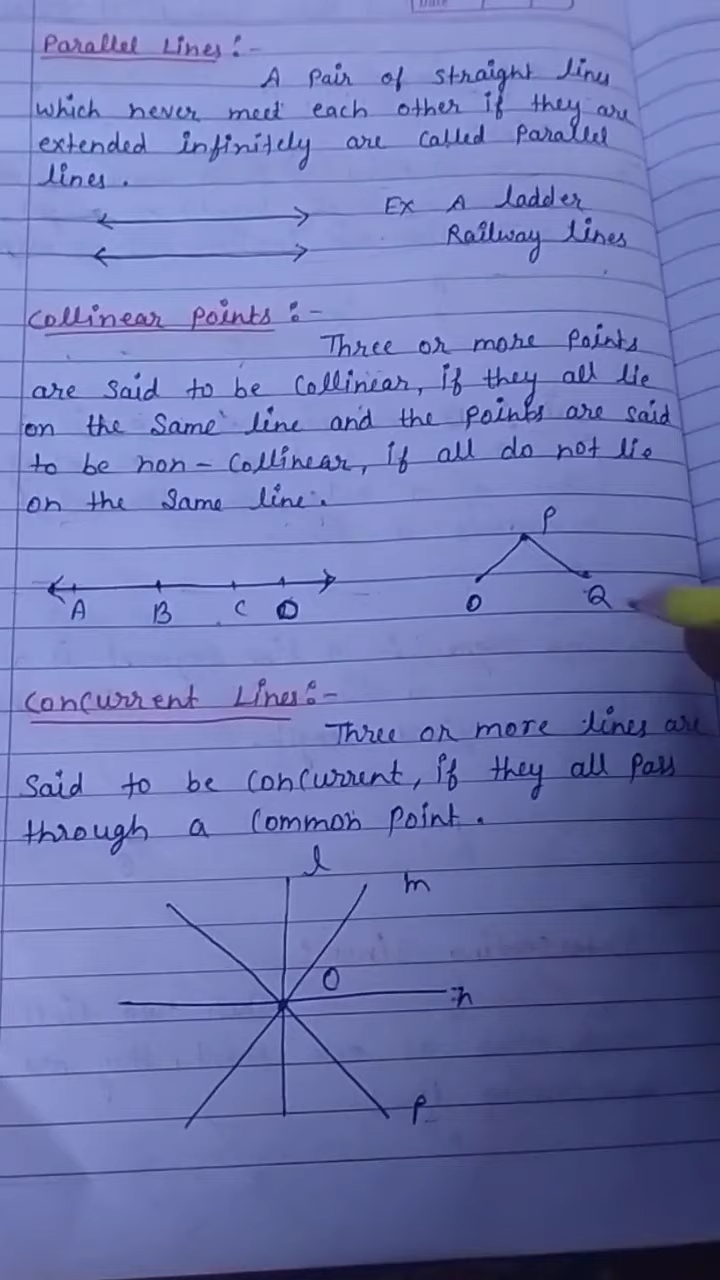 Parallel Lines :-
A Pair of straight lines
which never meet each other if they are
extended infinitely are called Parallel
lines.
Ex A ladder
Railway lines
Collinear Points :-
Three or more Points
are said to be Collinear, if they all lie
on the same line and the points are said
to be non-Collinear, if all do not lie
on the same line.
P
A B C D
O Q
Concurrent Lines :-
Three or more lines are
said to be concurrent, if they all pass
through a common point.
l
m
O
n
P